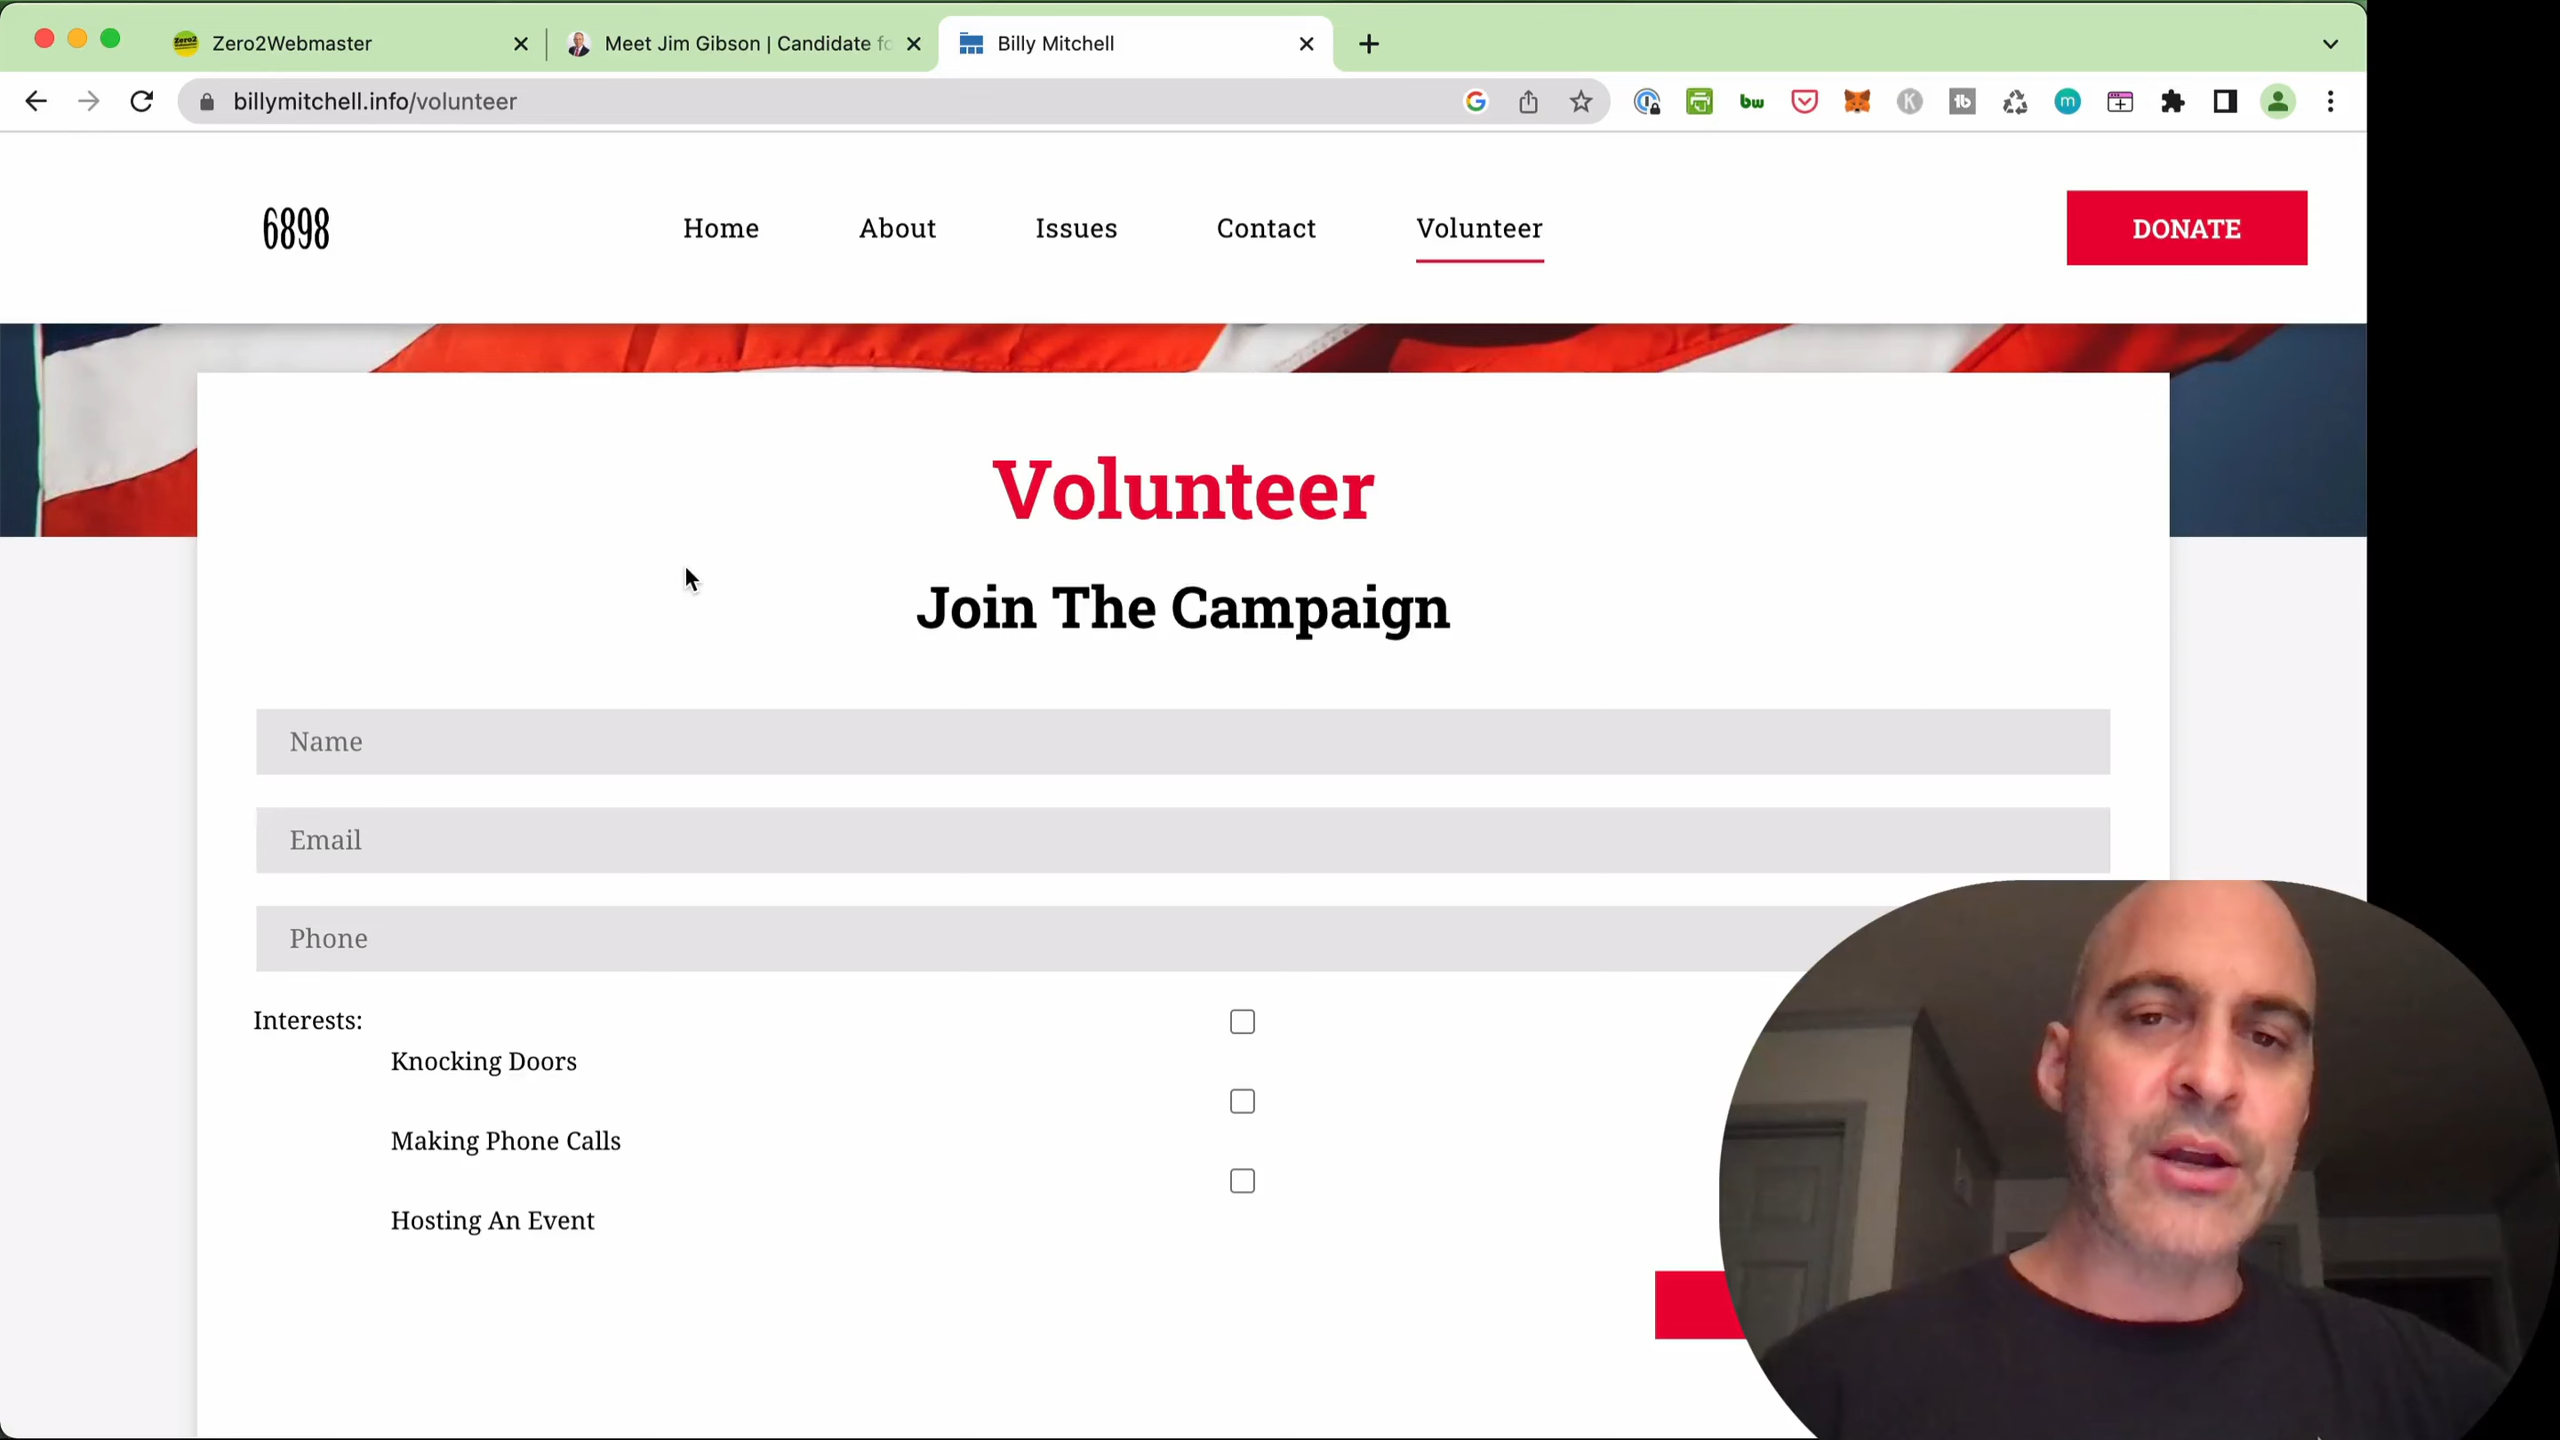 Zero2Webmaster
Meet Jim Gibson | Candidate fo
Billy Mitchell
billymitchell.info/volunteer
6898
Home
About
Issues
Contact
Volunteer
DONATE
Volunteer
Join The Campaign
Name
Email
Phone
Interests:
Knocking Doors
Making Phone Calls
Hosting An Event